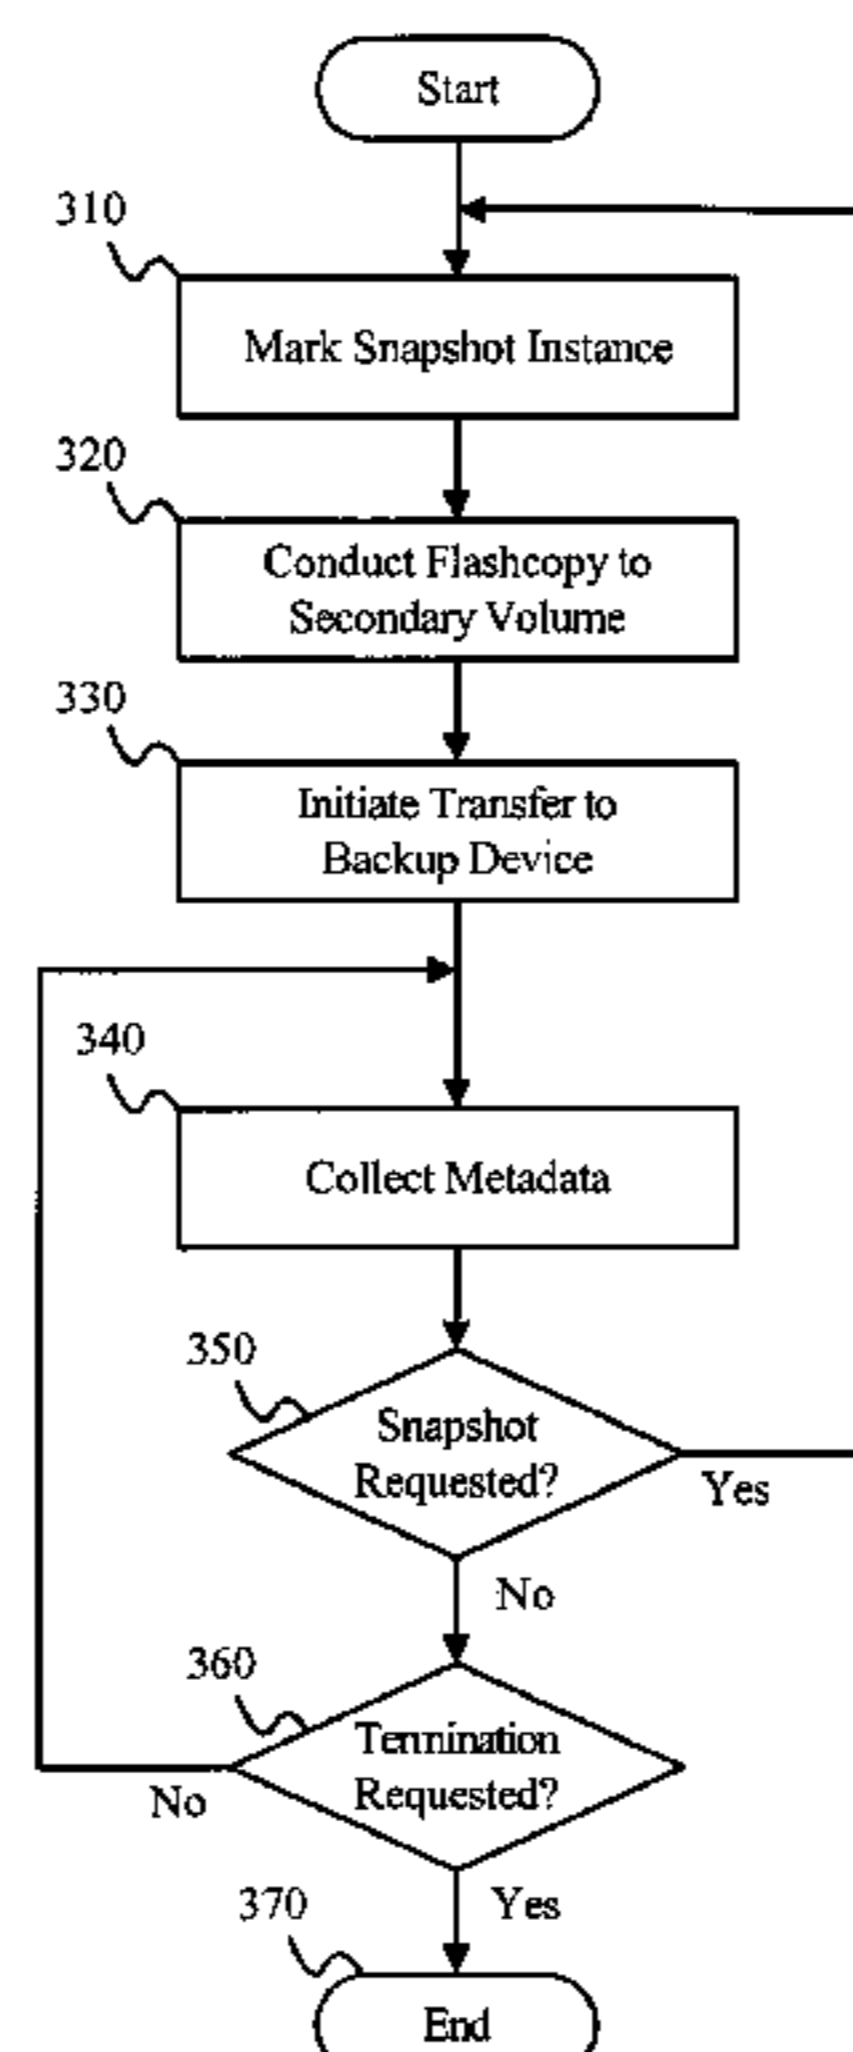 Start
310
Mark Snapshot Instance
320
Conduct Flashcopy to
Secondary Volume
330
Initiate Transfer to
Backup Device
340
Collect Metadata
350
Snapshot
Requested?
Yes
No
360
Termination
Requested?
No
Yes
370
End